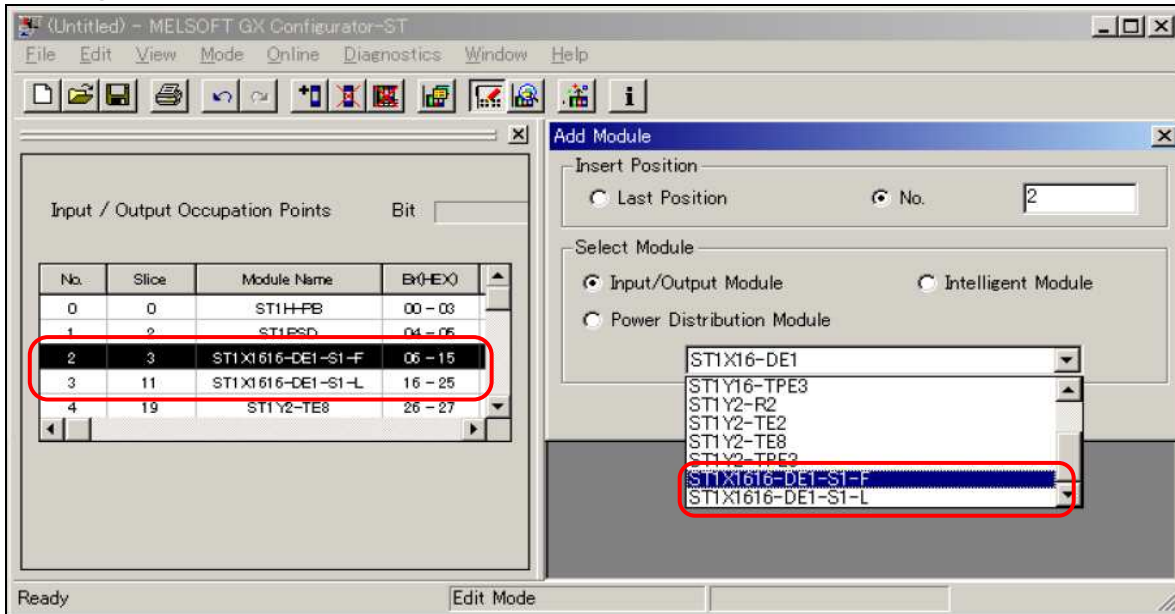 (Untitled) - MELSOFT GX Configurator-ST
File Edit View Mode Online Diagnostics Window Help
Input / Output Occupation Points Bit
No. Slice Module Name Bit(HEX)
0 0 ST1H-PB 00 - 03
1 2 ST1PSD 04 - 05
2 3 ST1X1616-DE1-S1-F 06 - 15
3 11 ST1X1616-DE1-S1-L 16 - 25
4 19 ST1Y2-TE8 26 - 27
Add Module
Insert Position
Last Position No. 2
Select Module
Input/Output Module Intelligent Module
Power Distribution Module
ST1X16-DE1
ST1Y16-TPE3
ST1Y2-R2
ST1Y2-TE2
ST1Y2-TE8
ST1Y2-TPE3
ST1X1616-DE1-S1-F
ST1X1616-DE1-S1-L
Ready Edit Mode